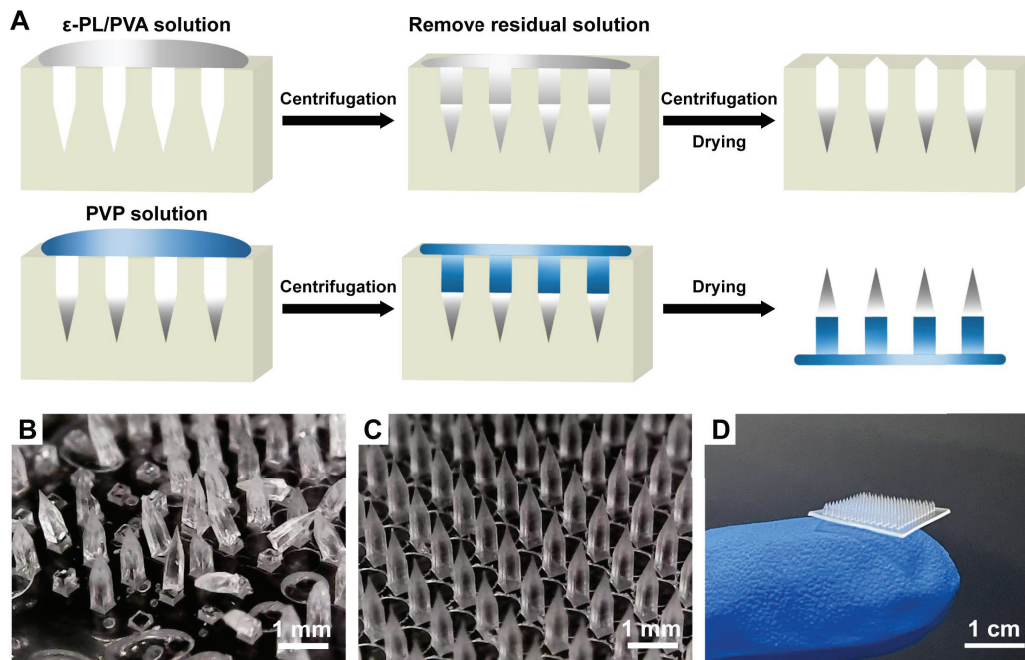 A
ε-PL/PVA solution
Remove residual solution
Centrifugation
Centrifugation
Drying
PVP solution
Centrifugation
Drying
B
1 mm
C
1 mm
D
1 cm